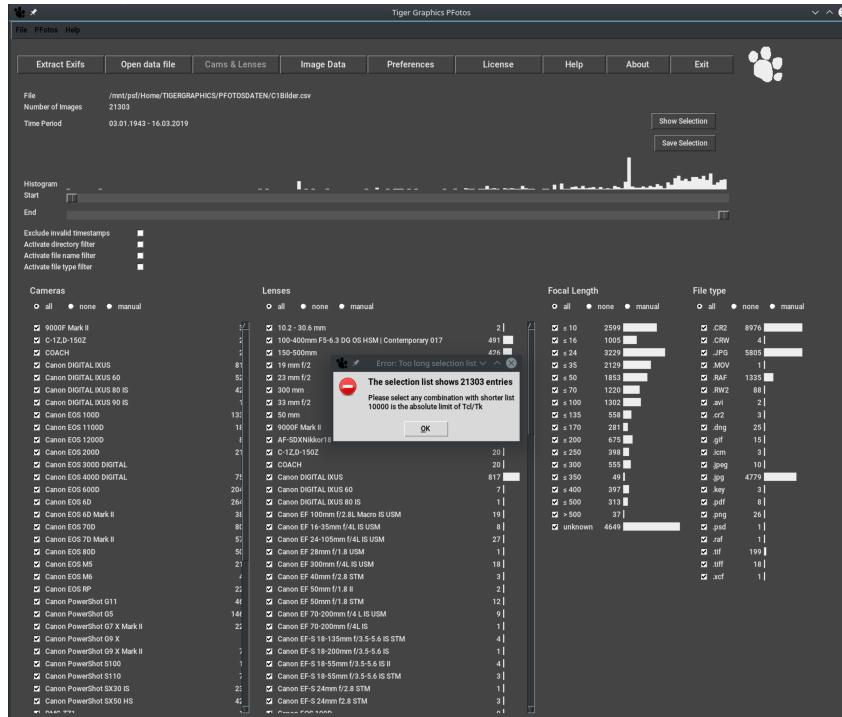 Tiger Graphics PFotos
File PFotos Help
Extract Exifs Open data file Cams & Lenses Image Data Preferences License Help About Exit
File /mnt/psf/Home/TIGERGRAPHICS/PFOTOSDATEN/C1Bilder.csv
Number of Images 21303
Time Period 03.01.1943 - 16.03.2019
Show Selection
Save Selection
Histogram
Start
End
Exclude invalid timestamps
Activate directory filter
Activate file name filter
Activate file type filter
Cameras
all none manual
9000F Mark II
C-1Z,D-150Z
COACH
Canon DIGITAL IXUS
Canon DIGITAL IXUS 60
Canon DIGITAL IXUS 80 IS
Canon DIGITAL IXUS 90 IS
Canon EOS 100D
Canon EOS 1100D
Canon EOS 1200D
Canon EOS 200D
Canon EOS 300D DIGITAL
Canon EOS 400D DIGITAL
Canon EOS 600D
Canon EOS 6D
Canon EOS 6D Mark II
Canon EOS 70D
Canon EOS 7D Mark II
Canon EOS 80D
Canon EOS M5
Canon EOS M6
Canon EOS RP
Canon PowerShot G11
Canon PowerShot G5
Canon PowerShot G7 X Mark II
Canon PowerShot G9 X
Canon PowerShot G9 X Mark II
Canon PowerShot S100
Canon PowerShot S110
Canon PowerShot SX30 IS
Canon PowerShot SX50 HS
Lenses
all none manual
10.2 - 30.6 mm 2
100-400mm F5-6.3 DG OS HSM | Contemporary 017 491
150-500mm 426
19 mm f/2
23 mm f/2
300 mm
33 mm f/2
50 mm
9000F Mark II
AF-SDXNikkor18
C-1Z,D-150Z 20
COACH 20
Canon DIGITAL IXUS 817
Canon DIGITAL IXUS 60 7
Canon DIGITAL IXUS 80 IS 1
Canon EF 100mm f/2.8L Macro IS USM 19
Canon EF 16-35mm f/4L IS USM 8
Canon EF 24-105mm f/4L IS USM 27
Canon EF 28mm f/1.8 USM 1
Canon EF 300mm f/4L IS USM 18
Canon EF 40mm f/2.8 STM 3
Canon EF 50mm f/1.8 II 2
Canon EF 50mm f/1.8 STM 12
Canon EF 70-200mm f/4 L IS USM 9
Canon EF 70-200mm f/4L IS 1
Canon EF-S 18-135mm f/3.5-5.6 IS STM 4
Canon EF-S 18-200mm f/3.5-5.6 IS 1
Canon EF-S 18-55mm f/3.5-5.6 IS II 4
Canon EF-S 18-55mm f/3.5-5.6 IS STM 3
Canon EF-S 24mm f/2.8 STM 1
Canon EF-S 24mm f2.8 STM 3
Error: Too long selection list
The selection list shows 21303 entries
Please select any combination with shorter list
10000 is the absolute limit of Tcl/Tk
OK
Focal Length
all none manual
≤ 10 2599
≤ 16 1005
≤ 24 3229
≤ 35 2129
≤ 50 1853
≤ 70 1220
≤ 100 1302
≤ 135 558
≤ 170 281
≤ 200 675
≤ 250 398
≤ 300 555
≤ 350 49
≤ 400 397
≤ 500 313
> 500 37
unknown 4649
File type
all none manual
.CR2 8976
.CRW 4
.JPG 5805
.MOV 1
.RAF 1335
.RW2 88
.avi 2
.cr2 3
.dng 25
.gif 15
.icm 3
.jpeg 10
.jpg 4779
.key 3
.pdf 8
.png 26
.psd 1
.raf 1
.tif 199
.tiff 18
.xcf 1